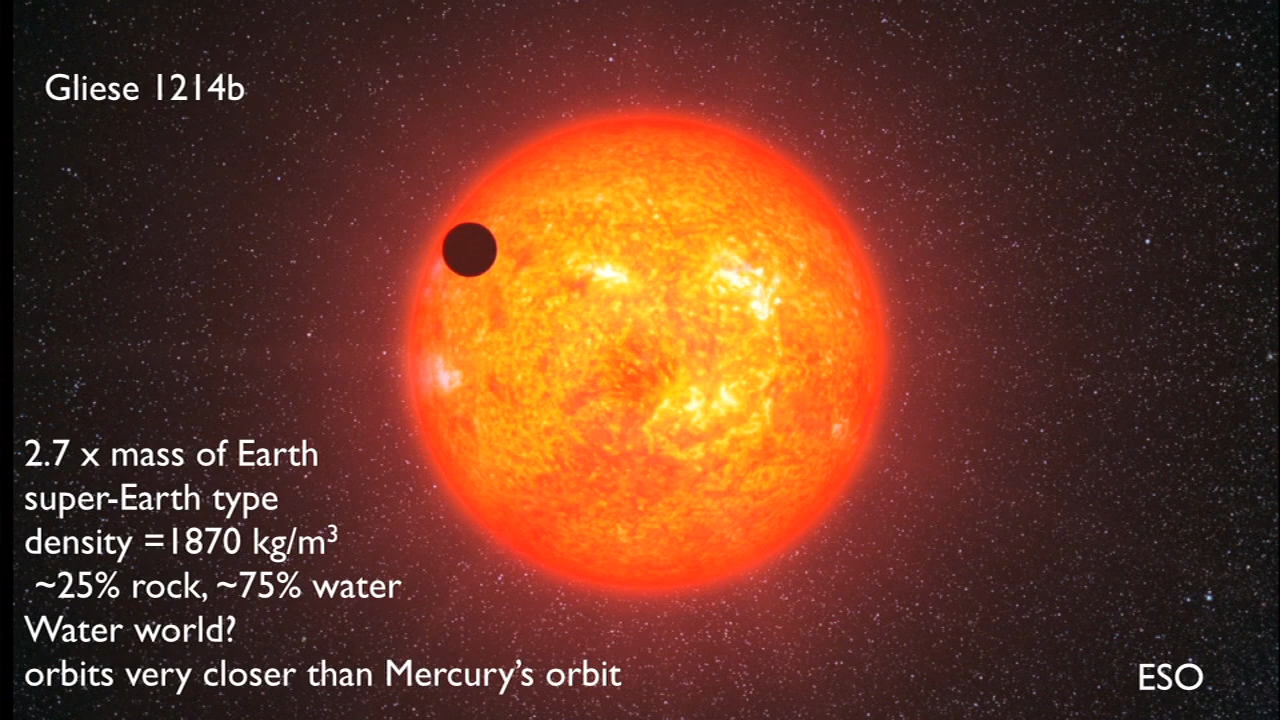 Gliese 1214b
2.7 x mass of Earth
super-Earth type
density =1870 kg/m³
~25% rock, ~75% water
Water world?
orbits very closer than Mercury's orbit
ESO